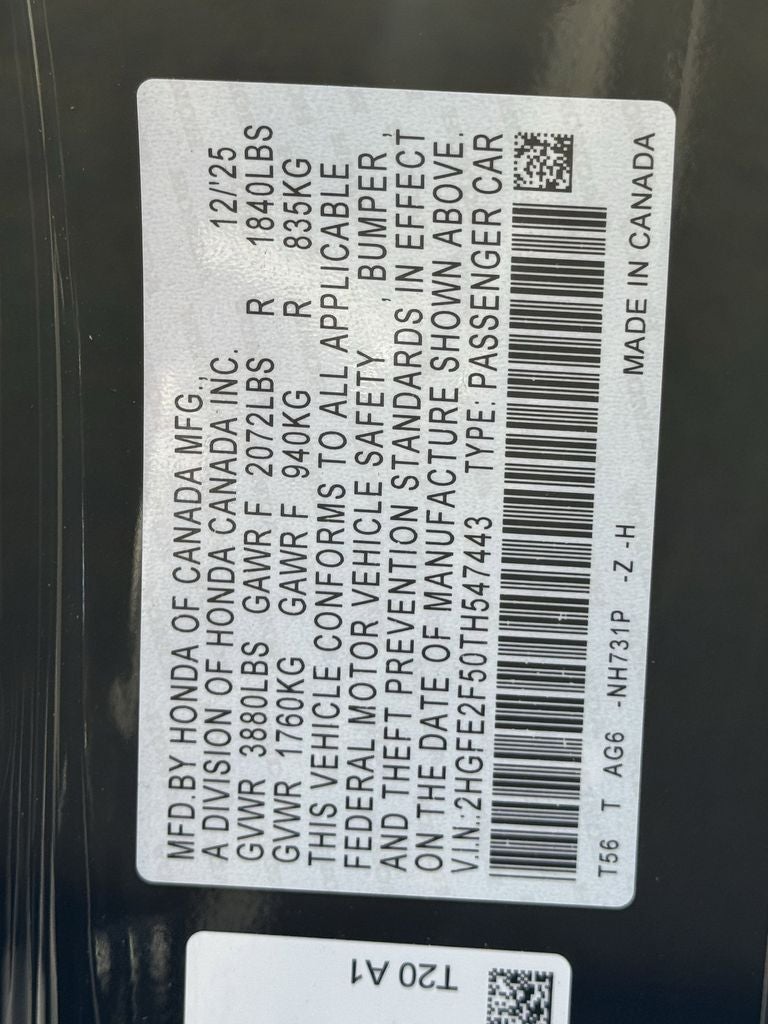 MFD.BY HONDA OF CANADA MFG.,
A DIVISION OF HONDA CANADA INC. 12/'25
GVWR 3880LBS GAWR F 2072LBS R 1840LBS
GVWR 1760KG GAWR F 940KG R 835KG
THIS VEHICLE CONFORMS TO ALL APPLICABLE
FEDERAL MOTOR VEHICLE SAFETY, BUMPER,
AND THEFT PREVENTION STANDARDS IN EFFECT
ON THE DATE OF MANUFACTURE SHOWN ABOVE.
V.I.N.:2HGFE2F50TH547443 TYPE: PASSENGER CAR
T56 T AG6 -NH731P -Z -H MADE IN CANADA
T20 A1